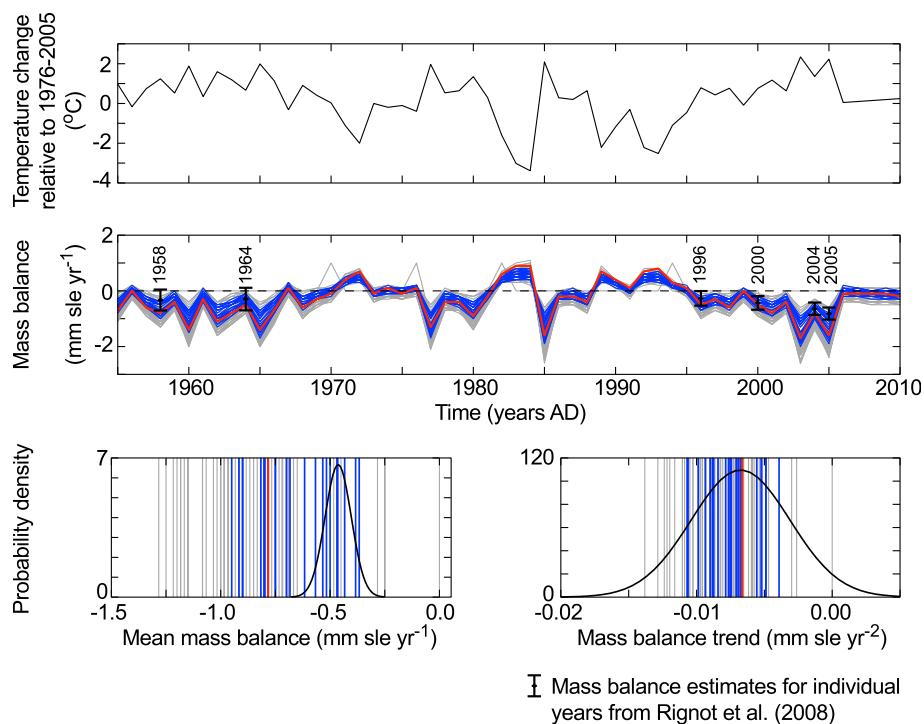 Temperature change
relative to 1976-2005
(°C)
2
0
-2
-4
Mass balance
(mm sle yr-1)
2
0
-2
1958
1964
1996
2000
2004
2005
1960
1970
1980
1990
2000
2010
Time (years AD)
Probability density
7
0
-1.5
-1.0
-0.5
0.0
Mean mass balance (mm sle yr-1)
120
0
-0.02
-0.01
0.00
Mass balance trend (mm sle yr-2)
Mass balance estimates for individual
years from Rignot et al. (2008)